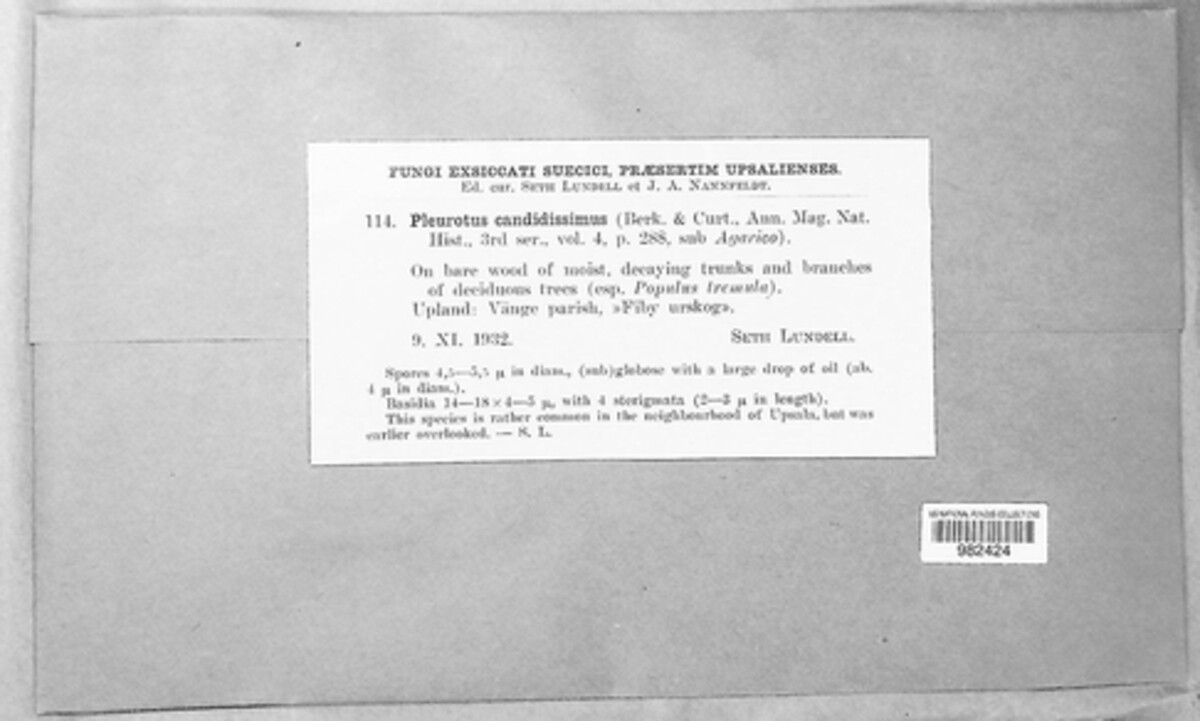 FUNGI EXSICCATI SUECICI, PRÆSERTIM UPSALIENSES.
Ed. cur. SETH LUNDELL et J. A. NANNFELDT.
114. Pleurotus candidissimus (Berk. & Curt., Ann. Mag. Nat.
Hist., 3rd ser., vol. 4, p. 288, sub Agarico).
On bare wood of moist, decaying trunks and branches
of deciduous trees (esp. Populus tremula).
Upland: Vänge parish, »Fiby urskog».
9. XI. 1932. SETH LUNDELL.
Spores 4,5—5,5 µ in diam., (sub)globose with a large drop of oil (ab.
4 µ in diam.).
Basidia 14—18 × 4—5 µ, with 4 sterigmata (2—3 µ in length).
This species is rather common in the neighbourhood of Upsala, but was
earlier overlooked. — S. L.
US NATIONAL FUNGUS COLLECTIONS
982424